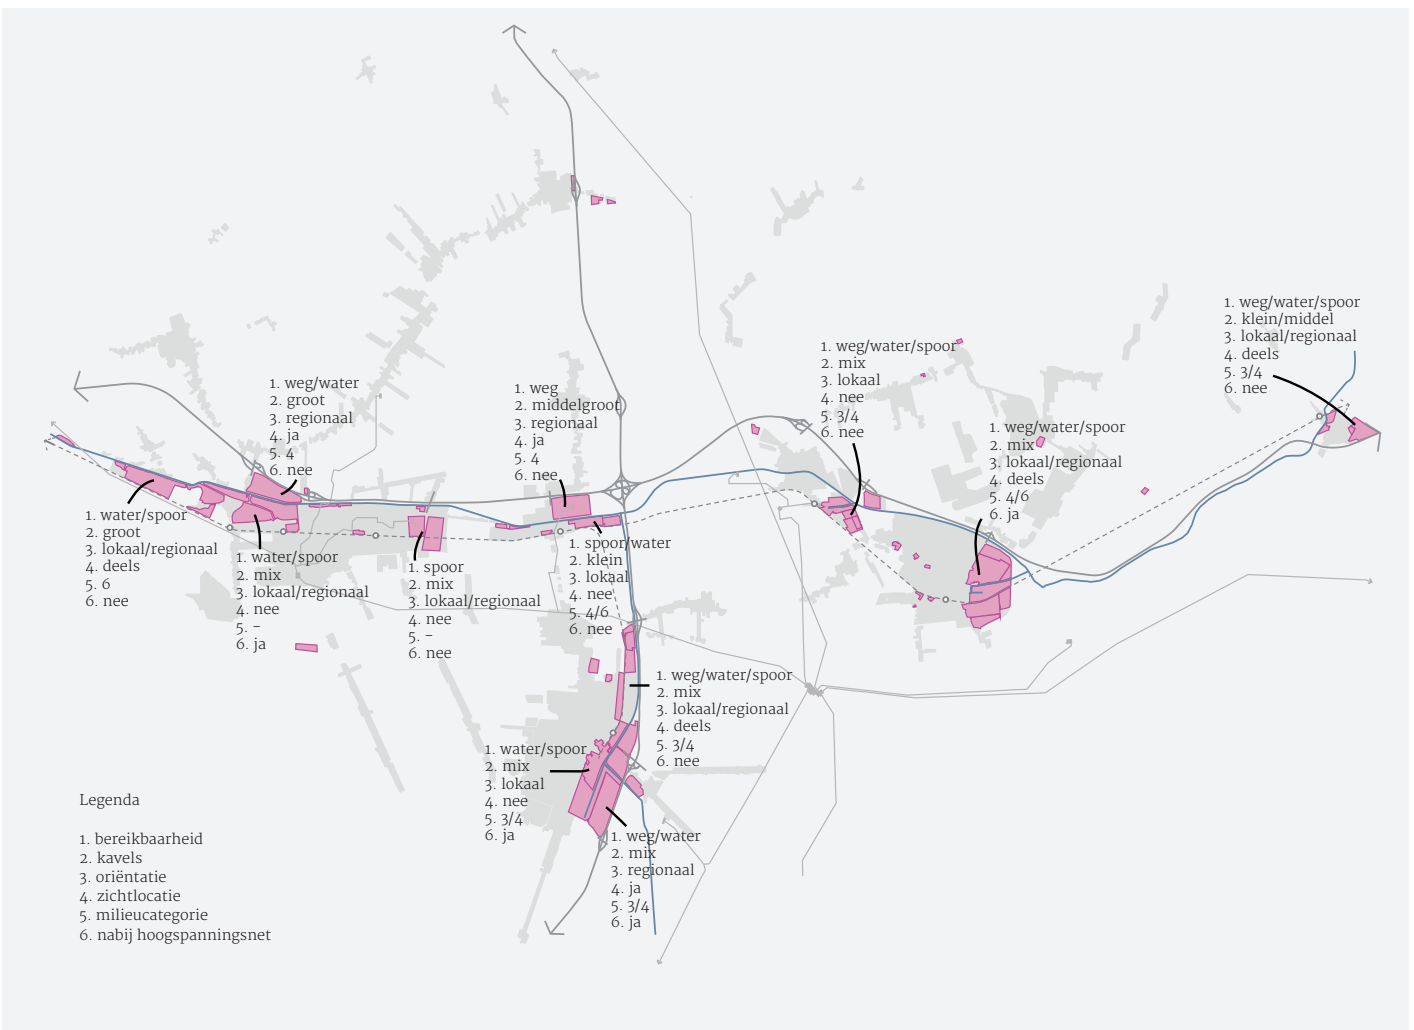 1. weg/water/spoor
2. klein/middel
3. lokaal/regionaal
4. deels
5. 3/4
6. nee
1. weg/water/spoor
2. mix
3. lokaal
4. nee
5. 3/4
6. nee
1. weg/water
2. groot
3. regionaal
4. ja
5. 4
6. nee
1. weg
2. middelgroot
3. regionaal
4. ja
5. 4
6. nee
1. weg/water/spoor
2. mix
3. lokaal/regionaal
4. deels
5. 4/6
6. ja
1. water/spoor
2. groot
3. lokaal/regionaal
4. deels
5. 6
6. nee
1. water/spoor
2. mix
3. lokaal/regionaal
4. nee
5. -
6. ja
1. spoor
2. mix
3. lokaal/regionaal
4. nee
5. -
6. nee
1. spoor/water
2. klein
3. lokaal
4. nee
5. 4/6
6. nee
1. weg/water/spoor
2. mix
3. lokaal/regionaal
4. deels
5. 3/4
6. nee
1. water/spoor
2. mix
3. lokaal
4. nee
5. 3/4
6. ja
1. weg/water
2. mix
3. regionaal
4. ja
5. 3/4
6. ja
Legenda
1. bereikbaarheid
2. kavels
3. oriëntatie
4. zichtlocatie
5. milieucategorie
6. nabij hoogspanningsnet